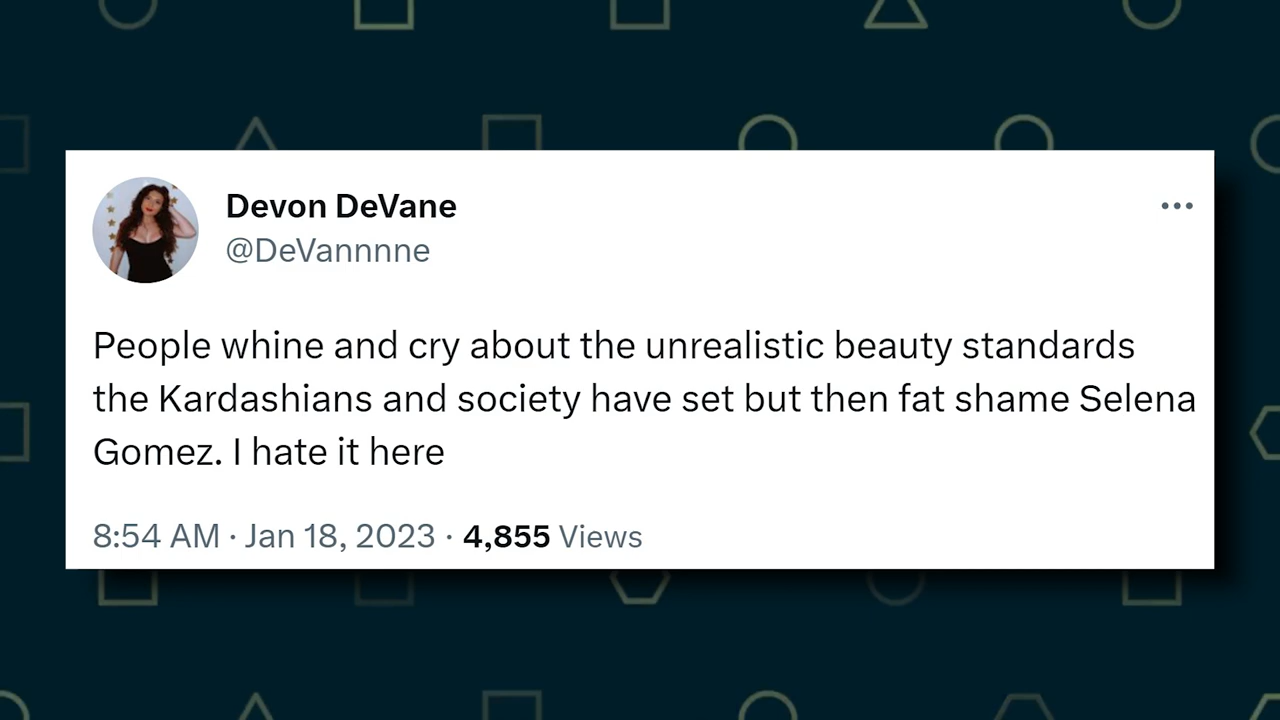 Devon DeVane
@DeVannnne
People whine and cry about the unrealistic beauty standards
the Kardashians and society have set but then fat shame Selena
Gomez. I hate it here
8:54 AM · Jan 18, 2023 · 4,855 Views